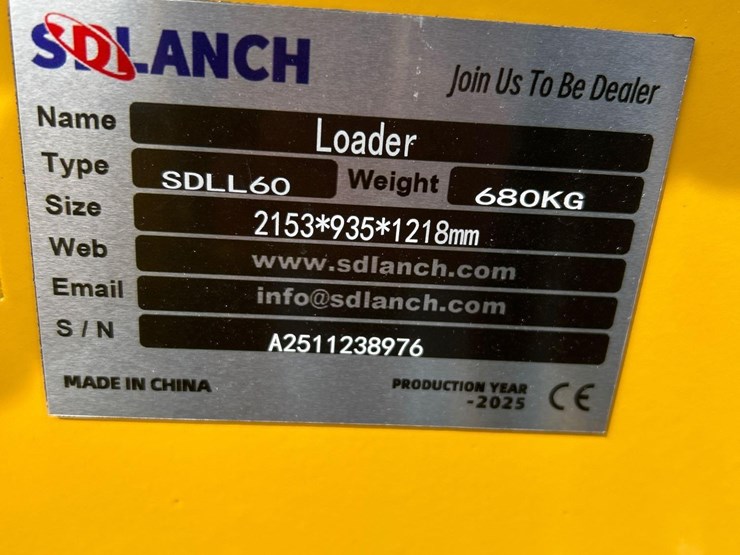 SDLANCH
Join Us To Be Dealer
Name Loader
Type SDLL60 Weight 680KG
Size 2153*935*1218mm
Web www.sdlanch.com
Email info@sdlanch.com
S / N A2511238976
MADE IN CHINA PRODUCTION YEAR CE
-2025